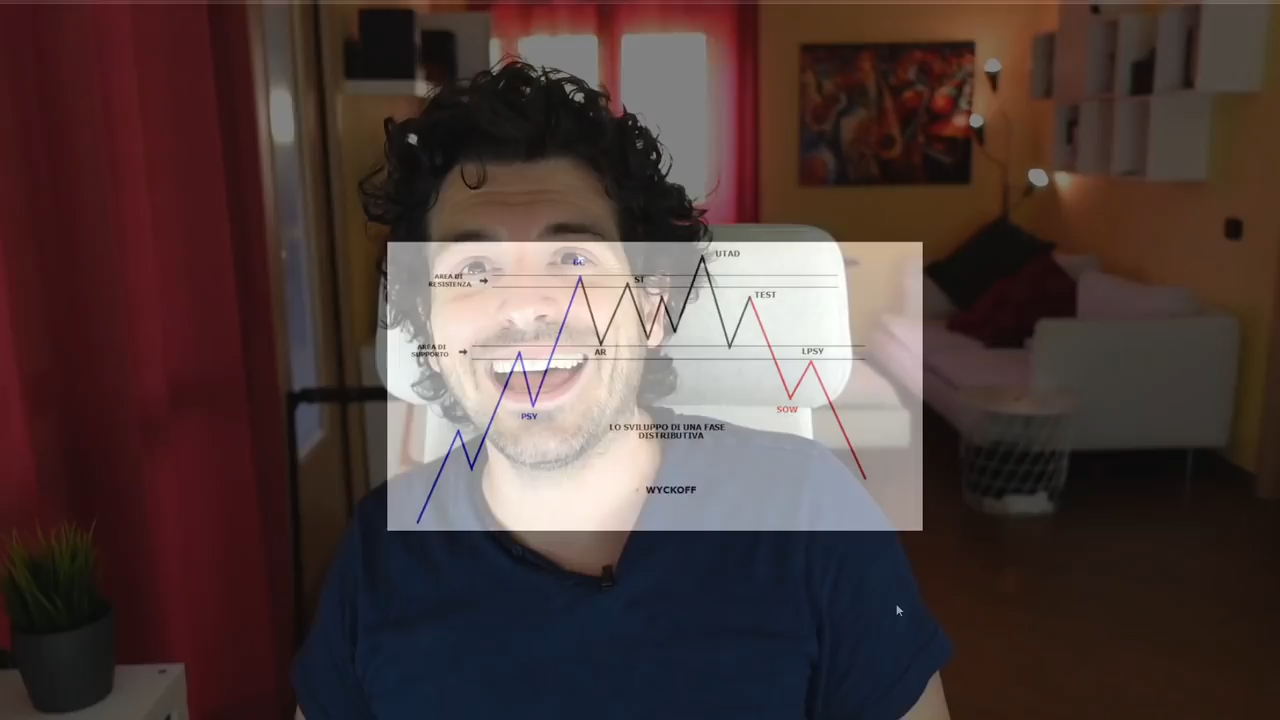 UTAD
BC
AREA DI
RESISTENZA
ST
TEST
AREA DI
SUPPORTO
AR
LPSY
PSY
SOW
LO SVILUPPO DI UNA FASE
DISTRIBUTIVA
WYCKOFF